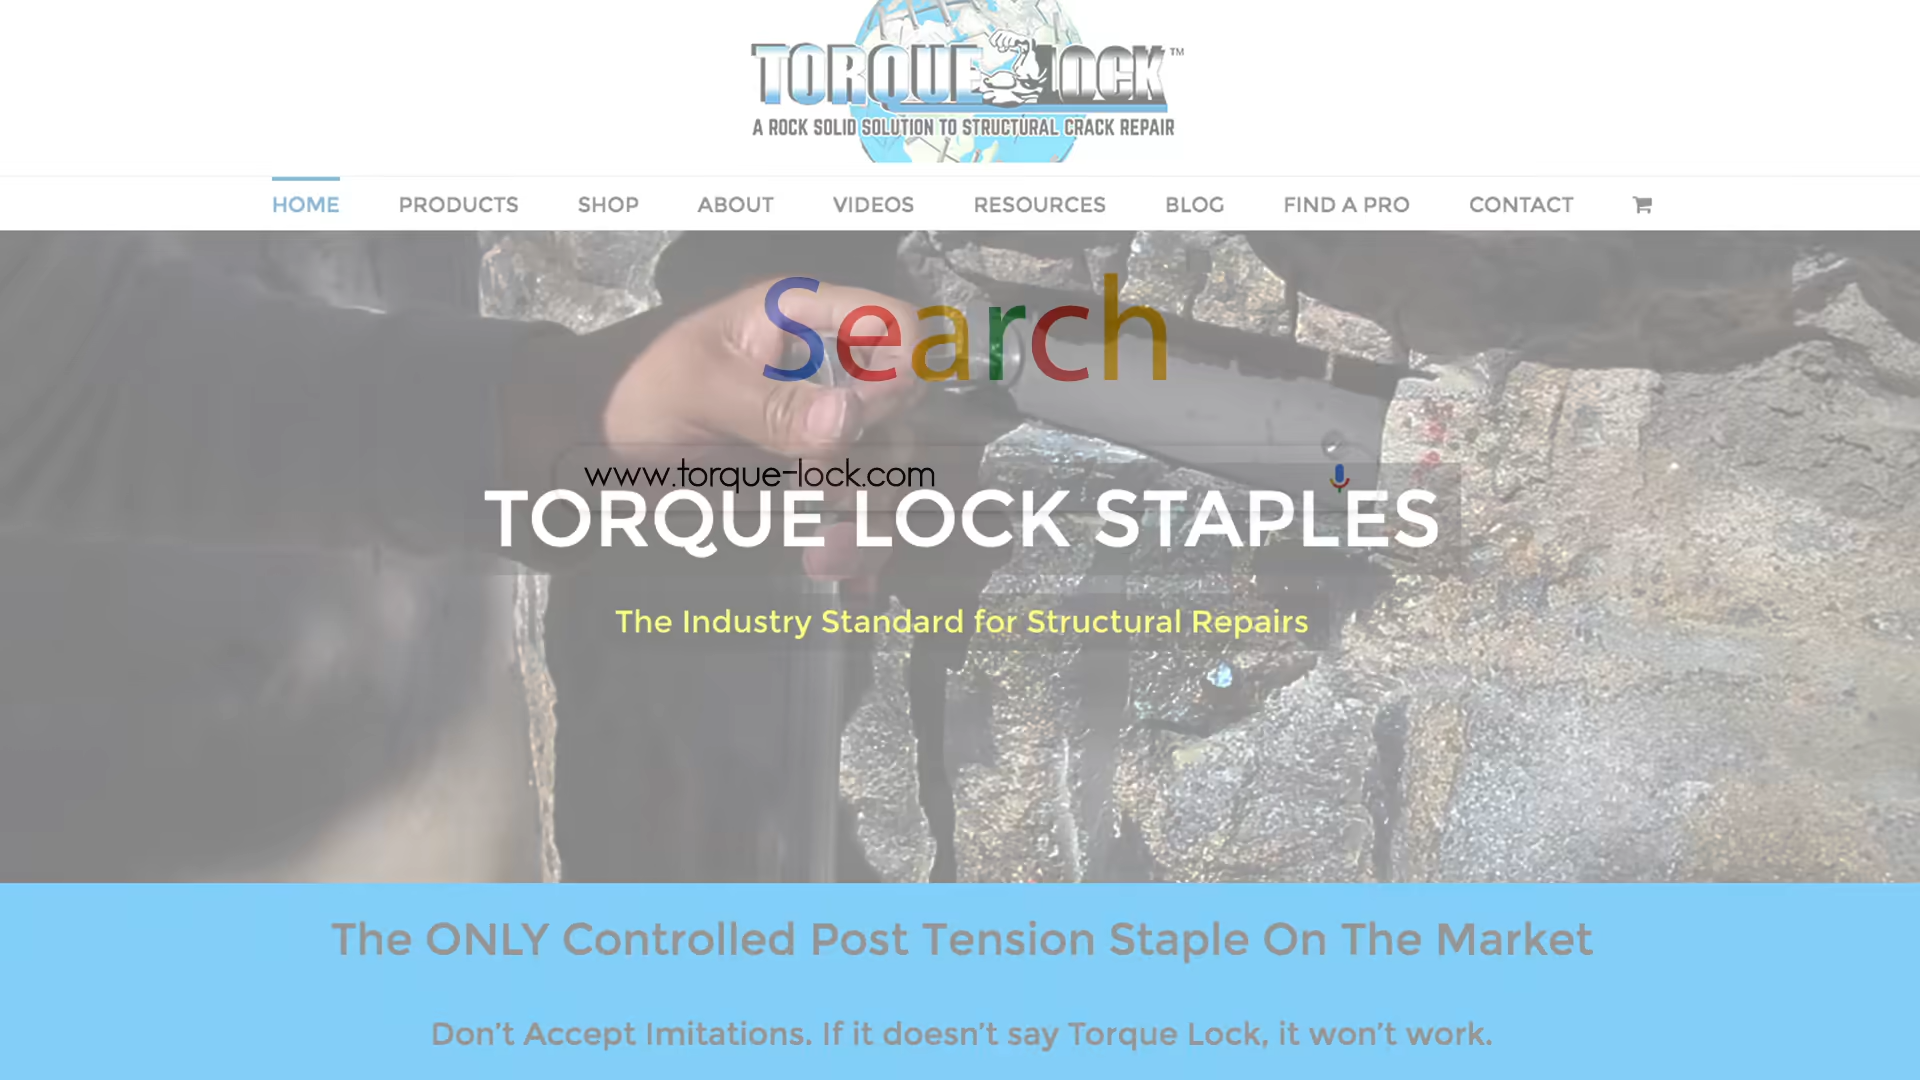 TORQUE LOCK™
A ROCK SOLID SOLUTION TO STRUCTURAL CRACK REPAIR
HOME PRODUCTS SHOP ABOUT VIDEOS RESOURCES BLOG FIND A PRO CONTACT
Search
www.torque-lock.com
TORQUE LOCK STAPLES
The Industry Standard for Structural Repairs
The ONLY Controlled Post Tension Staple On The Market
Don't Accept Imitations. If it doesn't say Torque Lock, it won't work.